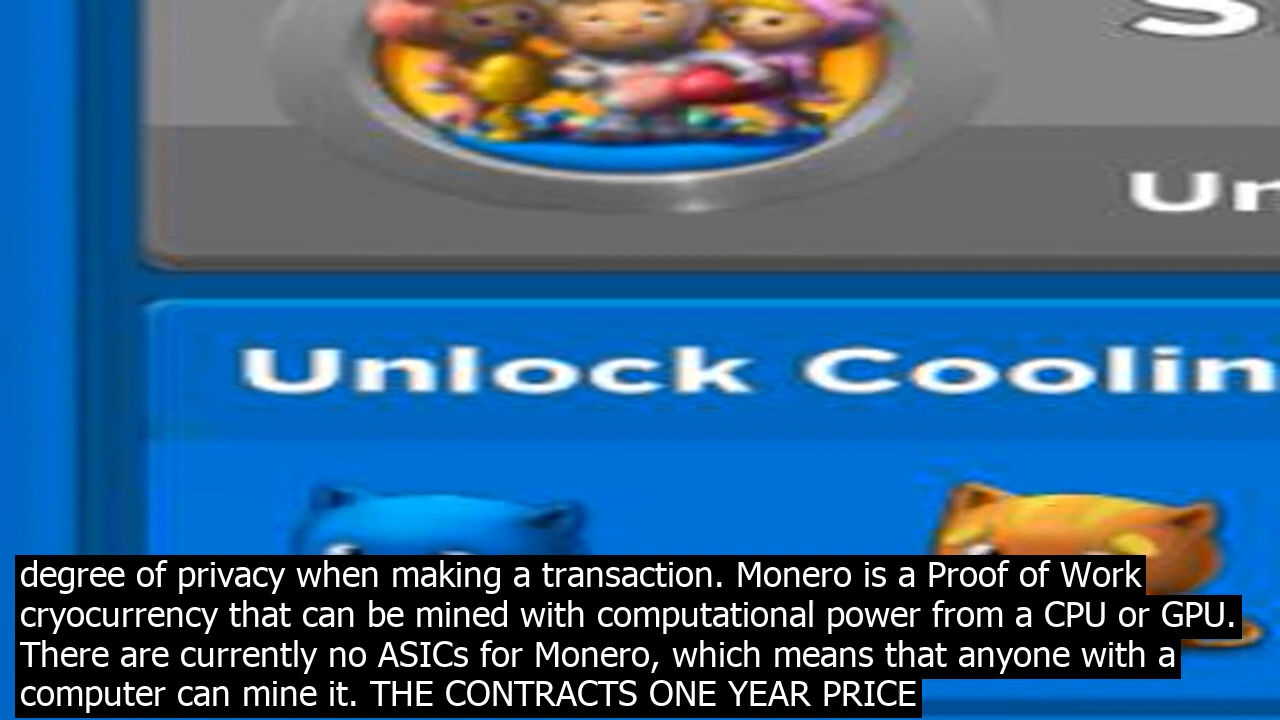 Unlock
degree of privacy when making a transaction. Monero is a Proof of Work
cryocurrency that can be mined with computational power from a CPU or GPU.
There are currently no ASICs for Monero, which means that anyone with a
computer can mine it. THE CONTRACTS ONE YEAR PRICE